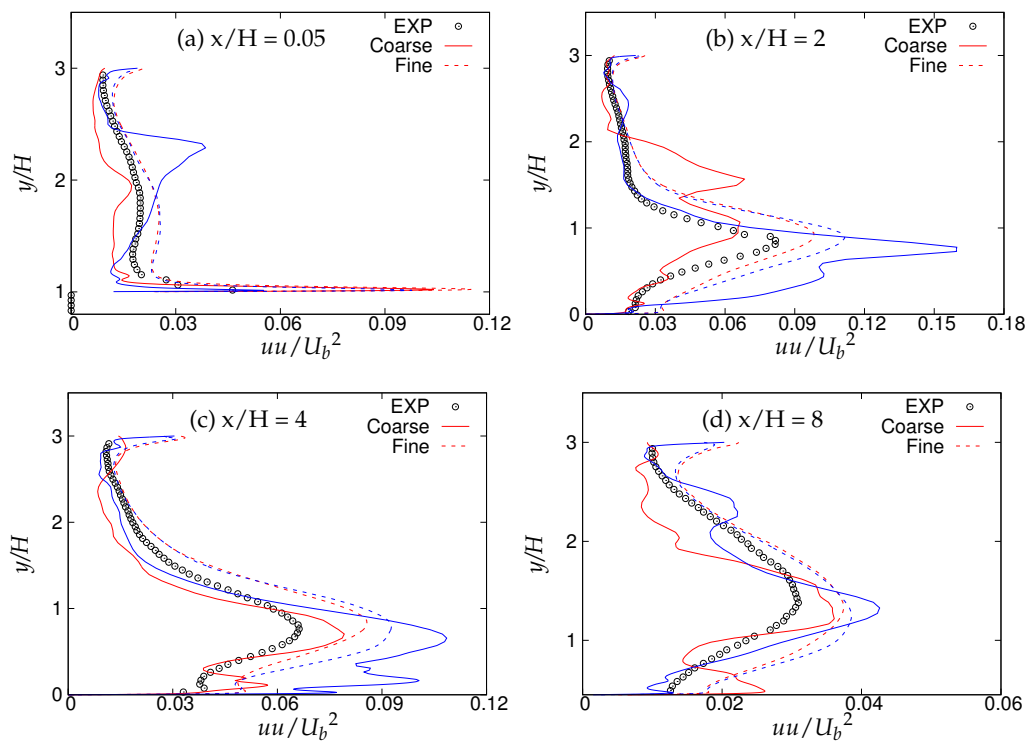 (a) x/H = 0.05
EXP
Coarse
Fine
3
2
1
0
y/H
0
0.03
0.06
0.09
0.12
uu/U_b^2
(b) x/H = 2
EXP
Coarse
Fine
3
2
1
0
y/H
0
0.03
0.06
0.09
0.12
0.15
0.18
uu/U_b^2
(c) x/H = 4
EXP
Coarse
Fine
3
2
1
0
y/H
0
0.03
0.06
0.09
0.12
uu/U_b^2
(d) x/H = 8
EXP
Coarse
Fine
3
2
1
y/H
0
0.02
0.04
0.06
uu/U_b^2